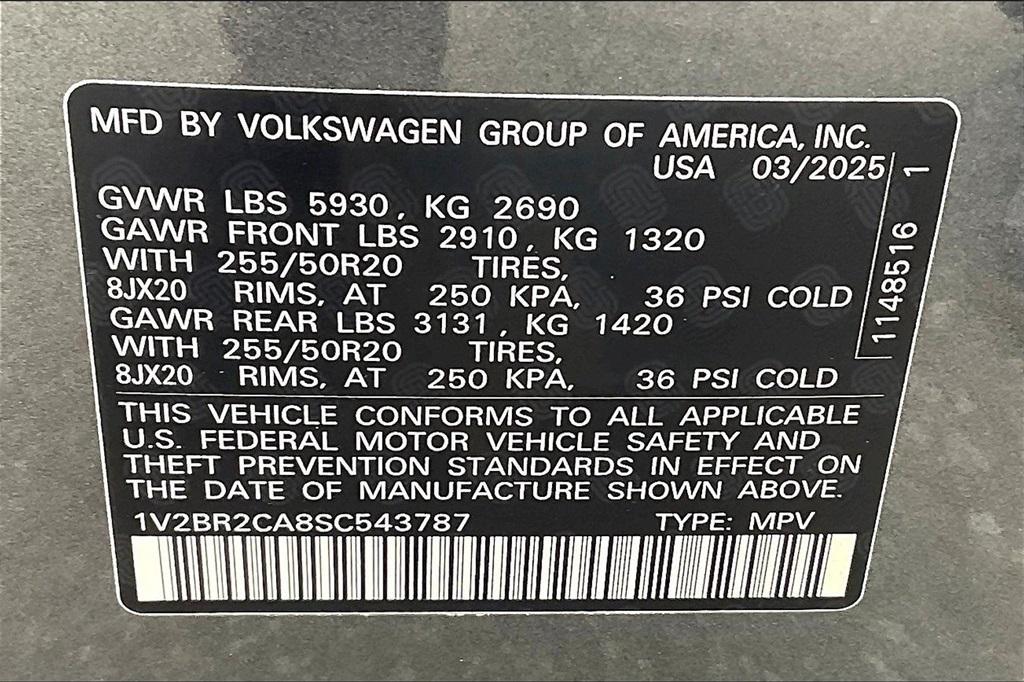 MFD BY VOLKSWAGEN GROUP OF AMERICA, INC.
USA 03/2025
GVWR LBS 5930, KG 2690
GAWR FRONT LBS 2910, KG 1320
WITH 255/50R20 TIRES,
8JX20 RIMS, AT 250 KPA, 36 PSI COLD
GAWR REAR LBS 3131, KG 1420
WITH 255/50R20 TIRES,
8JX20 RIMS, AT 250 KPA, 36 PSI COLD
1148516 1
THIS VEHICLE CONFORMS TO ALL APPLICABLE
U.S. FEDERAL MOTOR VEHICLE SAFETY AND
THEFT PREVENTION STANDARDS IN EFFECT ON
THE DATE OF MANUFACTURE SHOWN ABOVE.
1V2BR2CA8SC543787 TYPE: MPV